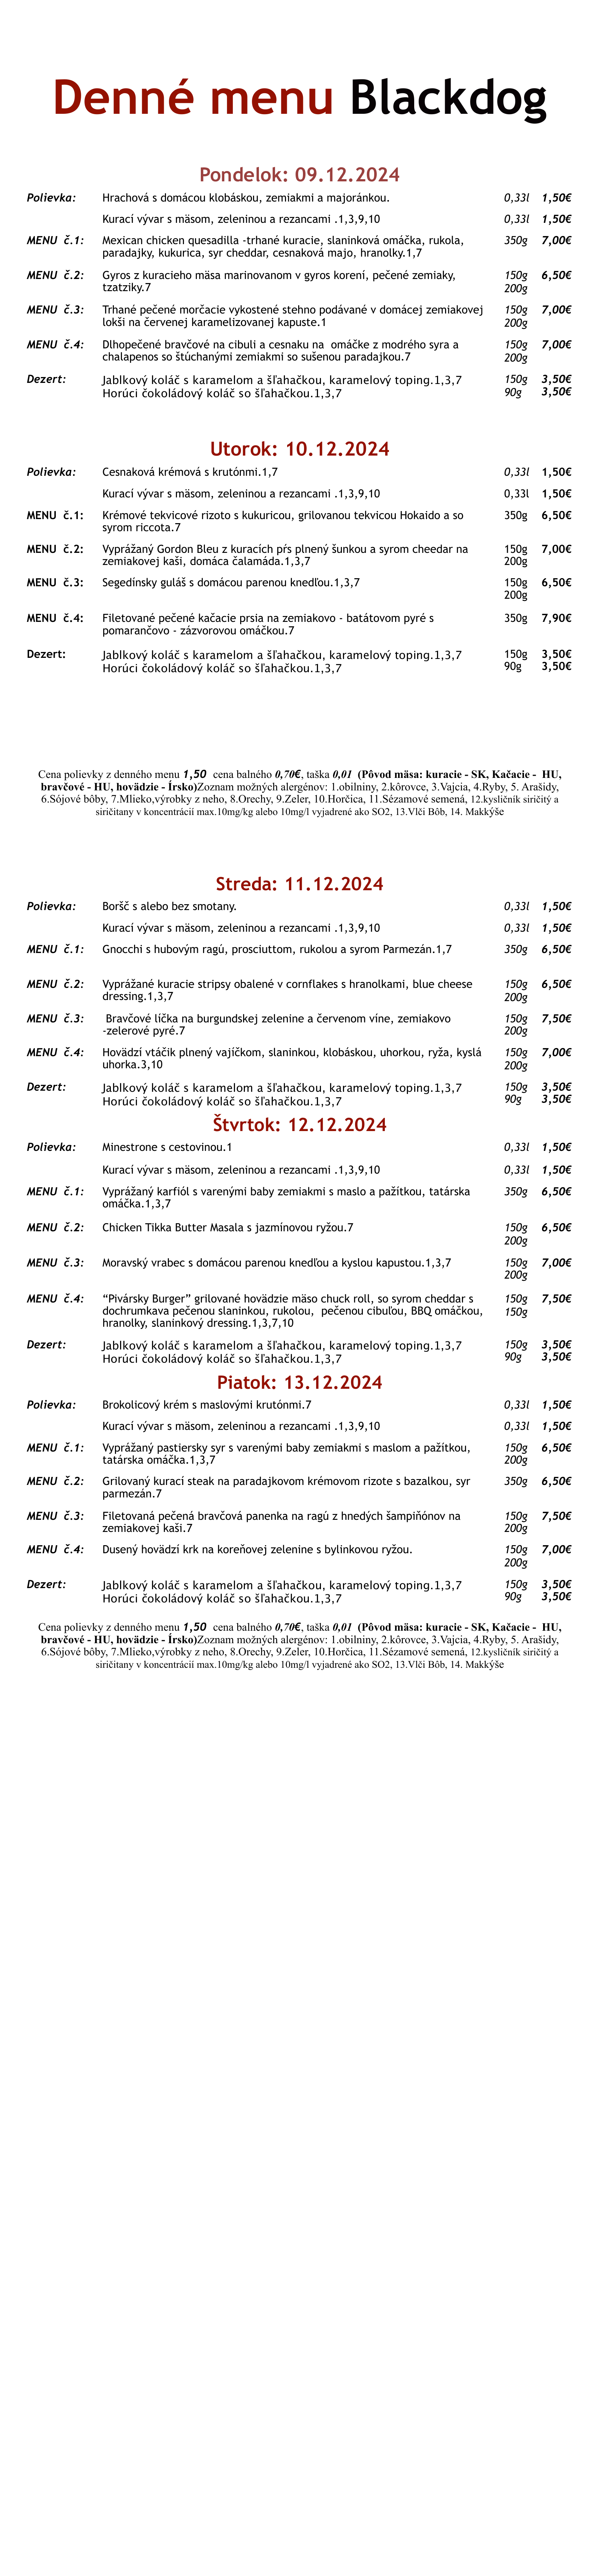 Denné menu Blackdog
Pondelok: 09.12.2024
Polievka: Hrachová s domácou klobáskou, zemiakmi a majoránkou. 0,33l 1,50€
Kurací vývar s mäsom, zeleninou a rezancami .1,3,9,10 0,33l 1,50€
MENU č.1: Mexican chicken quesadilla -trhané kuracie, slaninková omáčka, rukola, 350g 7,00€
paradajky, kukurica, syr cheddar, cesnaková majo, hranolky.1,7
MENU č.2: Gyros z kuracieho mäsa marinovanom v gyros korení, pečené zemiaky, 150g 6,50€
tzatziky.7 200g
MENU č.3: Trhané pečené morčacie vykostené stehno podávané v domácej zemiakovej 150g 7,00€
lokši na červenej karamelizovanej kapuste.1 200g
MENU č.4: Dlhopečené bravčové na cibuli a cesnaku na omáčke z modrého syra a 150g 7,00€
chalapenos so štúchanými zemiakmi so sušenou paradajkou.7 200g
Dezert: Jablkový koláč s karamelom a šľahačkou, karamelový toping.1,3,7 150g 3,50€
Horúci čokoládový koláč so šľahačkou.1,3,7 90g 3,50€
Utorok: 10.12.2024
Polievka: Cesnaková krémová s krutónmi.1,7 0,33l 1,50€
Kurací vývar s mäsom, zeleninou a rezancami .1,3,9,10 0,33l 1,50€
MENU č.1: Krémové tekvicové rizoto s kukuricou, grilovanou tekvicou Hokaido a so 350g 6,50€
syrom riccota.7
MENU č.2: Vyprážaný Gordon Bleu z kuracích pŕs plnený šunkou a syrom cheedar na 150g 7,00€
zemiakovej kaši, domáca čalamáda.1,3,7 200g
MENU č.3: Segedínsky guláš s domácou parenou knedľou.1,3,7 150g 6,50€
200g
MENU č.4: Filetované pečené kačacie prsia na zemiakovo - batátovom pyré s 350g 7,90€
pomarančovo - zázvorovou omáčkou.7
Dezert: Jablkový koláč s karamelom a šľahačkou, karamelový toping.1,3,7 150g 3,50€
Horúci čokoládový koláč so šľahačkou.1,3,7 90g 3,50€
Cena polievky z denného menu 1,50 cena balného 0,70€, taška 0,01 (Pôvod mäsa: kuracie - SK, Kačacie - HU,
bravčové - HU, hovädzie - Írsko)Zoznam možných alergénov: 1.obilniny, 2.kôrovce, 3.Vajcia, 4.Ryby, 5. Arašidy,
6.Sójové bôby, 7.Mlieko,výrobky z neho, 8.Orechy, 9.Zeler, 10.Horčica, 11.Sézamové semená, 12.kysličník siričitý a
siričitany v koncentrácií max.10mg/kg alebo 10mg/l vyjadrené ako SO2, 13.Vlčí Bôb, 14. Makkýše
Streda: 11.12.2024
Polievka: Boršč s alebo bez smotany. 0,33l 1,50€
Kurací vývar s mäsom, zeleninou a rezancami .1,3,9,10 0,33l 1,50€
MENU č.1: Gnocchi s hubovým ragú, prosciuttom, rukolou a syrom Parmezán.1,7 350g 6,50€
MENU č.2: Vyprážané kuracie stripsy obalené v cornflakes s hranolkami, blue cheese 150g 6,50€
dressing.1,3,7 200g
MENU č.3: Bravčové líčka na burgundskej zelenine a červenom víne, zemiakovo 150g 7,50€
-zelerové pyré.7 200g
MENU č.4: Hovädzí vtáčik plnený vajíčkom, slaninkou, klobáskou, uhorkou, ryža, kyslá 150g 7,00€
uhorka.3,10 200g
Dezert: Jablkový koláč s karamelom a šľahačkou, karamelový toping.1,3,7 150g 3,50€
Horúci čokoládový koláč so šľahačkou.1,3,7 90g 3,50€
Štvrtok: 12.12.2024
Polievka: Minestrone s cestovinou.1 0,33l 1,50€
Kurací vývar s mäsom, zeleninou a rezancami .1,3,9,10 0,33l 1,50€
MENU č.1: Vyprážaný karfiól s varenými baby zemiakmi s maslo a pažítkou, tatárska 350g 6,50€
omáčka.1,3,7
MENU č.2: Chicken Tikka Butter Masala s jazmínovou ryžou.7 150g 6,50€
200g
MENU č.3: Moravský vrabec s domácou parenou knedľou a kyslou kapustou.1,3,7 150g 7,00€
200g
MENU č.4: “Pivársky Burger” grilované hovädzie mäso chuck roll, so syrom cheddar s 150g 7,50€
dochrumkava pečenou slaninkou, rukolou, pečenou cibuľou, BBQ omáčkou, 150g
hranolky, slaninkový dressing.1,3,7,10
Dezert: Jablkový koláč s karamelom a šľahačkou, karamelový toping.1,3,7 150g 3,50€
Horúci čokoládový koláč so šľahačkou.1,3,7 90g 3,50€
Piatok: 13.12.2024
Polievka: Brokolicový krém s maslovými krutónmi.7 0,33l 1,50€
Kurací vývar s mäsom, zeleninou a rezancami .1,3,9,10 0,33l 1,50€
MENU č.1: Vyprážaný pastiersky syr s varenými baby zemiakmi s maslom a pažítkou, 150g 6,50€
tatárska omáčka.1,3,7 200g
MENU č.2: Grilovaný kurací steak na paradajkovom krémovom rizote s bazalkou, syr 350g 6,50€
parmezán.7
MENU č.3: Filetovaná pečená bravčová panenka na ragú z hnedých šampiňónov na 150g 7,50€
zemiakovej kaši.7 200g
MENU č.4: Dusený hovädzí krk na koreňovej zelenine s bylinkovou ryžou. 150g 7,00€
200g
Dezert: Jablkový koláč s karamelom a šľahačkou, karamelový toping.1,3,7 150g 3,50€
Horúci čokoládový koláč so šľahačkou.1,3,7 90g 3,50€
Cena polievky z denného menu 1,50 cena balného 0,70€, taška 0,01 (Pôvod mäsa: kuracie - SK, Kačacie - HU,
bravčové - HU, hovädzie - Írsko)Zoznam možných alergénov: 1.obilniny, 2.kôrovce, 3.Vajcia, 4.Ryby, 5. Arašidy,
6.Sójové bôby, 7.Mlieko,výrobky z neho, 8.Orechy, 9.Zeler, 10.Horčica, 11.Sézamové semená, 12.kysličník siričitý a
siričitany v koncentrácií max.10mg/kg alebo 10mg/l vyjadrené ako SO2, 13.Vlčí Bôb, 14. Makkýše